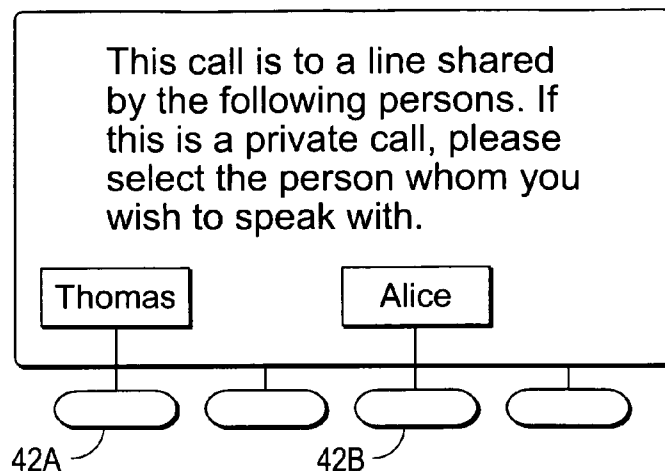 This call is to a line shared
by the following persons. If
this is a private call, please
select the person whom you
wish to speak with.
Thomas Alice
42A 42B